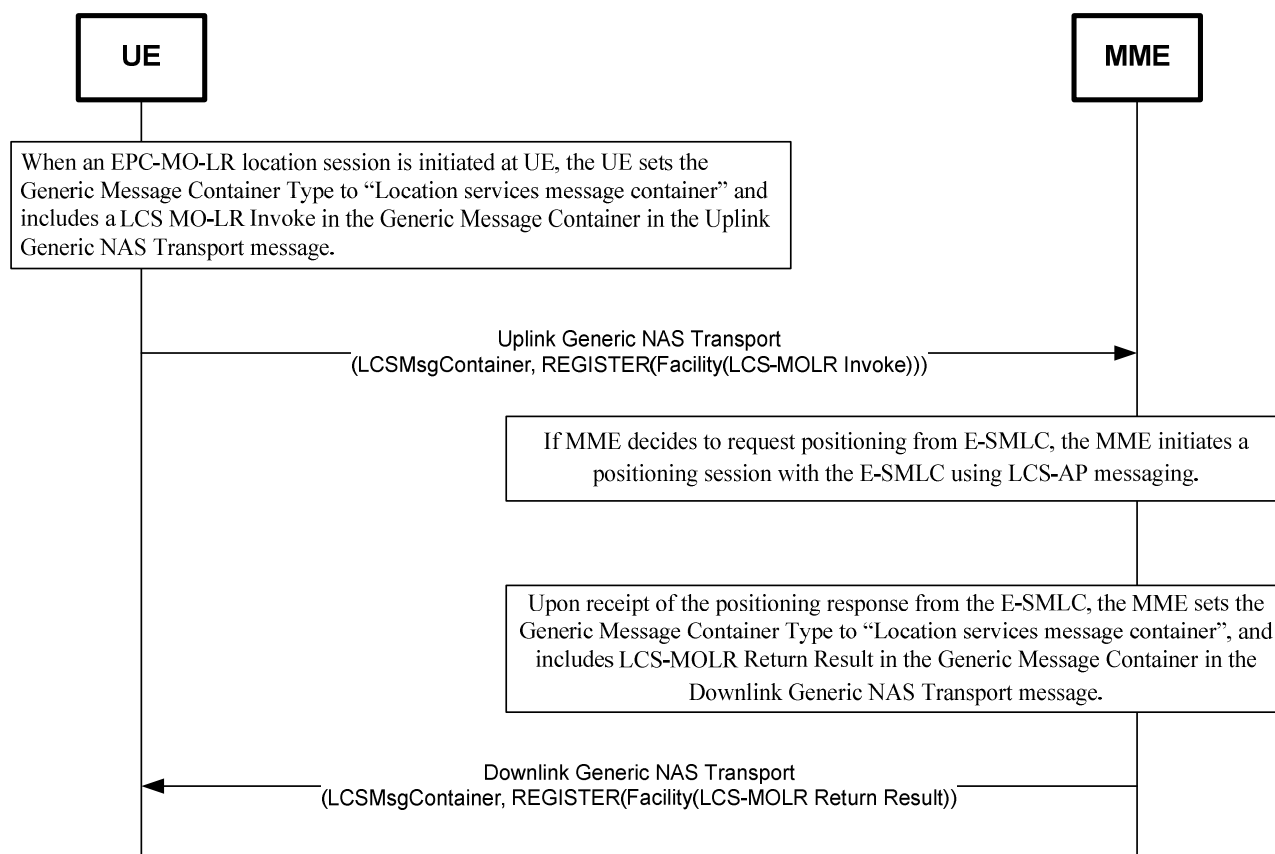 UE
MME
When an EPC-MO-LR location session is initiated at UE, the UE sets the
Generic Message Container Type to “Location services message container” and
includes a LCS MO-LR Invoke in the Generic Message Container in the Uplink
Generic NAS Transport message.
Uplink Generic NAS Transport
(LCSMsgContainer, REGISTER(Facility(LCS-MOLR Invoke)))
If MME decides to request positioning from E-SMLC, the MME initiates a
positioning session with the E-SMLC using LCS-AP messaging.
Upon receipt of the positioning response from the E-SMLC, the MME sets the
Generic Message Container Type to “Location services message container”, and
includes LCS-MOLR Return Result in the Generic Message Container in the
Downlink Generic NAS Transport message.
Downlink Generic NAS Transport
(LCSMsgContainer, REGISTER(Facility(LCS-MOLR Return Result))